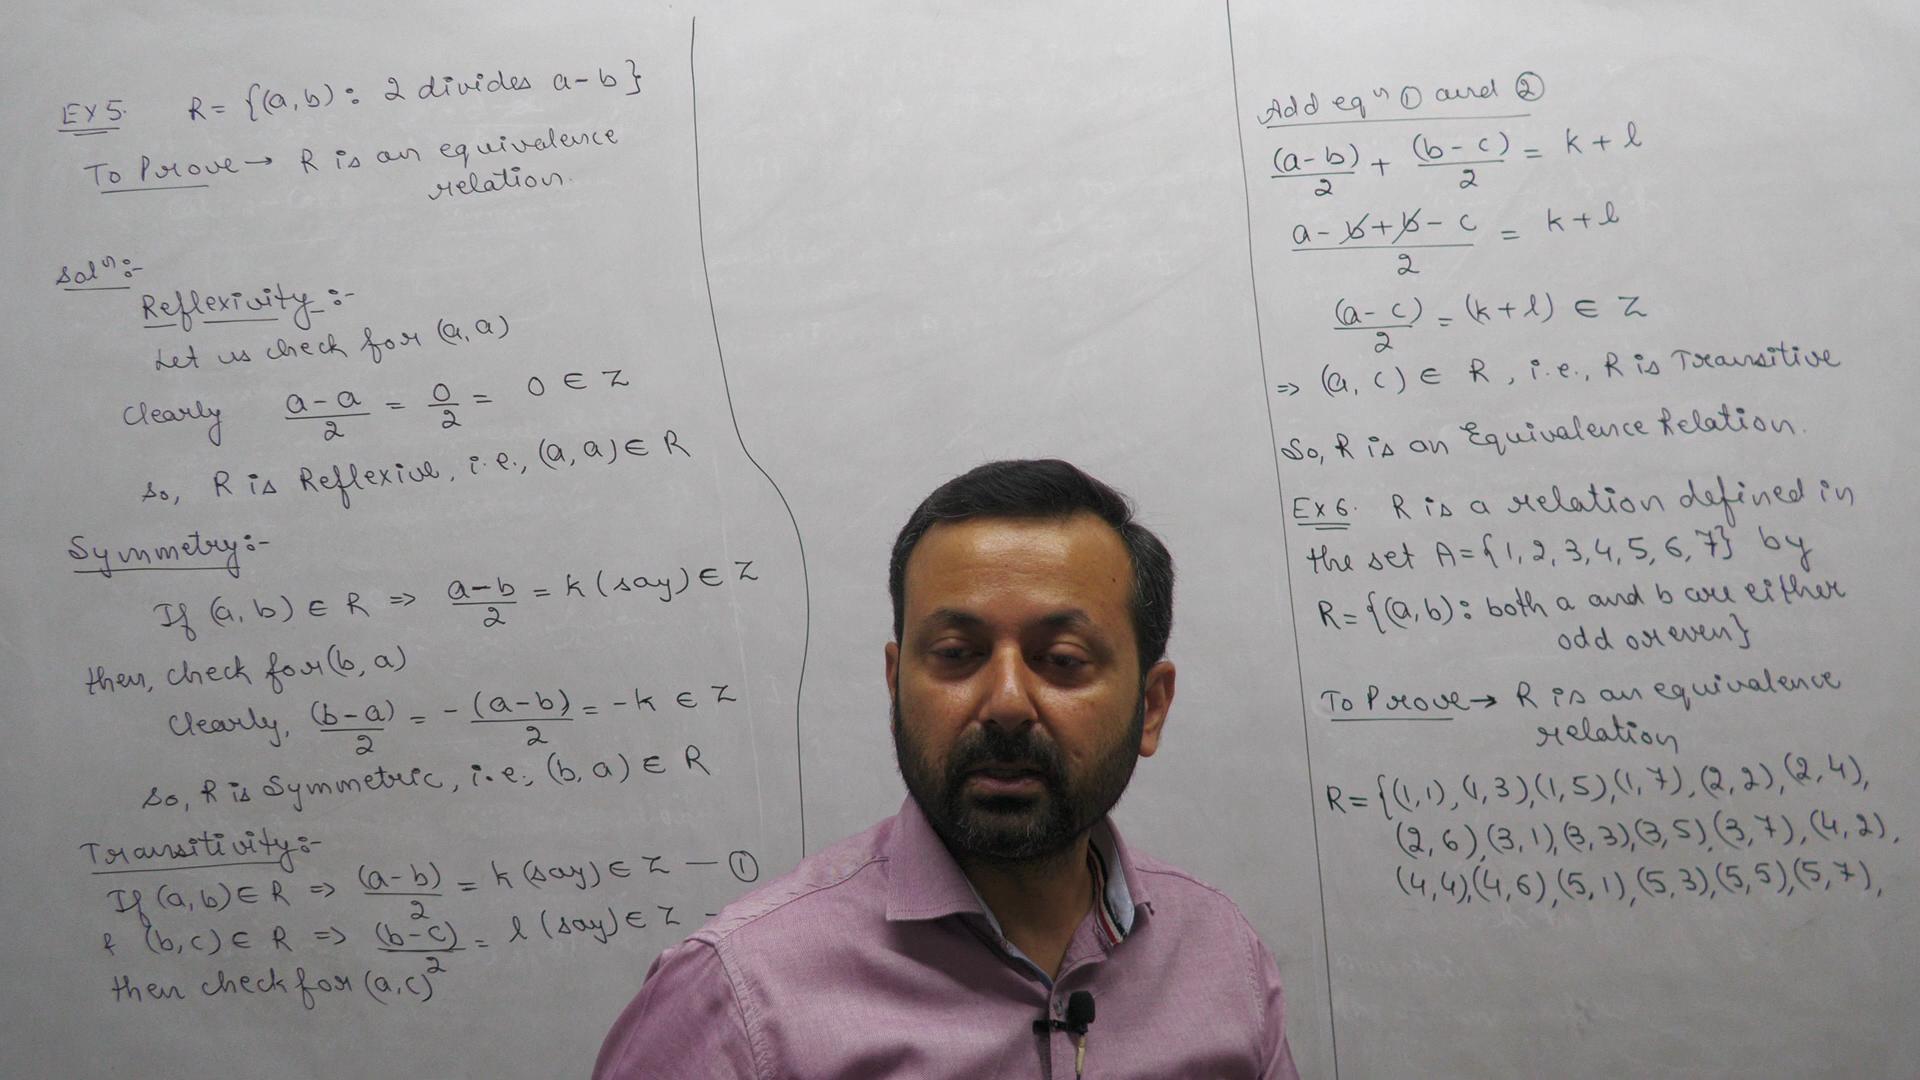 Ex 5. R = {(a, b) : 2 divides a - b}
To Prove → R is an equivalence
relation.
Solⁿ :-
Reflexivity :-
Let us check for (a, a)
Clearly (a - a)/2 = 0/2 = 0 ∈ Z
So, R is Reflexive, i.e., (a, a) ∈ R
Symmetry :-
If (a, b) ∈ R ⇒ (a - b)/2 = k (say) ∈ Z
then, check for (b, a)
Clearly, (b - a)/2 = - (a - b)/2 = - k ∈ Z
So, R is Symmetric, i.e., (b, a) ∈ R
Transitivity :-
If (a, b) ∈ R ⇒ (a - b)/2 = k (say) ∈ Z — ①
& (b, c) ∈ R ⇒ (b - c)/2 = l (say) ∈ Z -
then check for (a, c)
Add eqⁿ ① and ②
(a - b)/2 + (b - c)/2 = k + l
(a - b + b - c)/2 = k + l
(a - c)/2 = (k + l) ∈ Z
⇒ (a, c) ∈ R, i.e., R is Transitive
So, R is an Equivalence Relation.
Ex 6. R is a relation defined in
the set A = {1, 2, 3, 4, 5, 6, 7} by
R = {(a, b) : both a and b are either
odd or even}
To Prove → R is an equivalence
relation
R = {(1, 1), (1, 3), (1, 5), (1, 7), (2, 2), (2, 4),
(2, 6), (3, 1), (3, 3), (3, 5), (3, 7), (4, 2),
(4, 4), (4, 6), (5, 1), (5, 3), (5, 5), (5, 7),